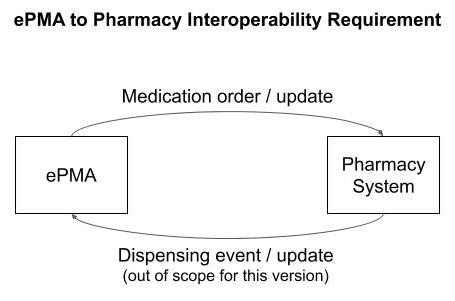 ePMA to Pharmacy Interoperability Requirement
Medication order / update
ePMA
Pharmacy
System
Dispensing event / update
(out of scope for this version)